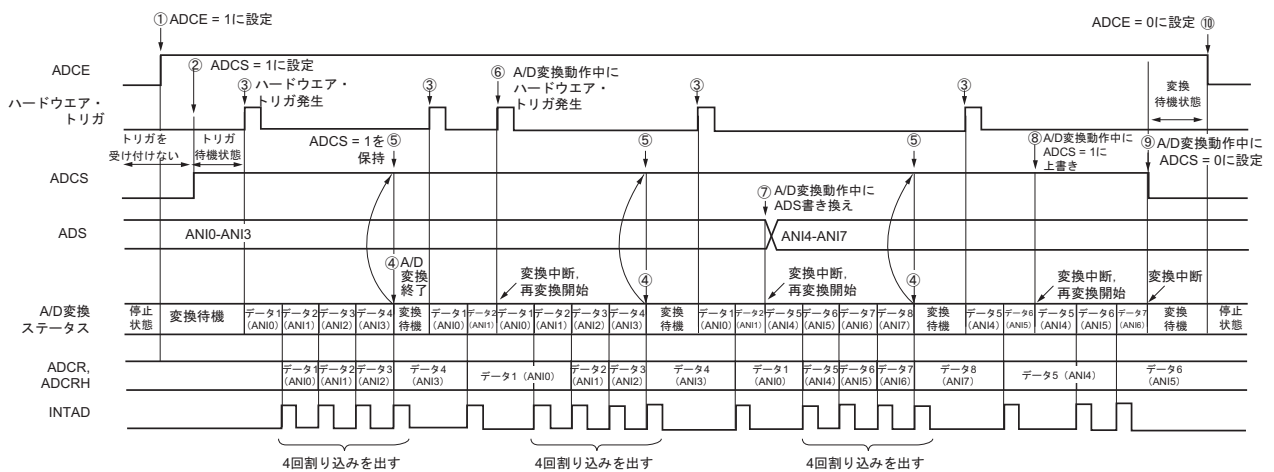 ①ADCE = 1に設定
ADCE = 0に設定 ⑩
ADCE
② ADCS = 1に設定
③ハードウエア・
トリガ発生
③
⑥ A/D変換動作中に
ハードウエア・
トリガ発生
③
③
変換
待機状態
ハードウエア・
トリガ
トリガを
受け付けない
トリガ
待機状態
ADCS = 1を⑤
保持
⑤
⑤
⑧A/D変換動作中に
ADCS = 1に
上書き
⑨A/D変換動作中に
ADCS = 0に設定
ADCS
⑦A/D変換動作中に
ADS書き換え
ADS
ANI0-ANI3
ANI4-ANI7
④A/D
変換
終了
変換中断,
再変換開始
④
変換中断,
再変換開始
④
変換中断,
再変換開始
変換中断
A/D変換
ステータス
停止
状態
変換待機
データ1
(ANI0)
データ2
(ANI1)
データ3
(ANI2)
データ4
(ANI3)
変換
待機
データ1
(ANI0)
データ2
(ANI1)
データ1
(ANI0)
データ2
(ANI1)
データ3
(ANI2)
データ4
(ANI3)
変換
待機
データ1
(ANI0)
データ2
(ANI1)
データ5
(ANI4)
データ6
(ANI5)
データ7
(ANI6)
データ8
(ANI7)
変換
待機
データ5
(ANI4)
データ6
(ANI5)
データ5
(ANI4)
データ6
(ANI5)
データ7
(ANI6)
変換
待機
停止
状態
ADCR,
ADCRH
データ1
(ANI0)
データ2
(ANI1)
データ3
(ANI2)
データ4
(ANI3)
データ1 (ANI0)
データ2
(ANI1)
データ3
(ANI2)
データ4
(ANI3)
データ1
(ANI0)
データ5
(ANI4)
データ6
(ANI5)
データ7
(ANI6)
データ8
(ANI7)
データ5 (ANI4)
データ6
(ANI5)
INTAD
4回割り込みを出す
4回割り込みを出す
4回割り込みを出す